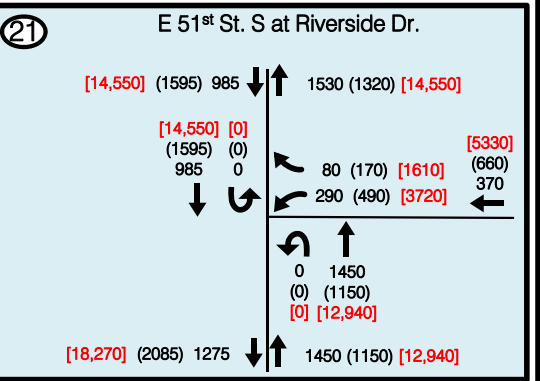 21
E 51st St. S at Riverside Dr.
[14,550] (1595) 985
1530 (1320) [14,550]
[14,550] [0]
(1595) (0)
985 0
[5330]
(660)
370
80 (170) [1610]
290 (490) [3720]
0 1450
(0) (1150)
[0] [12,940]
[18,270] (2085) 1275
1450 (1150) [12,940]